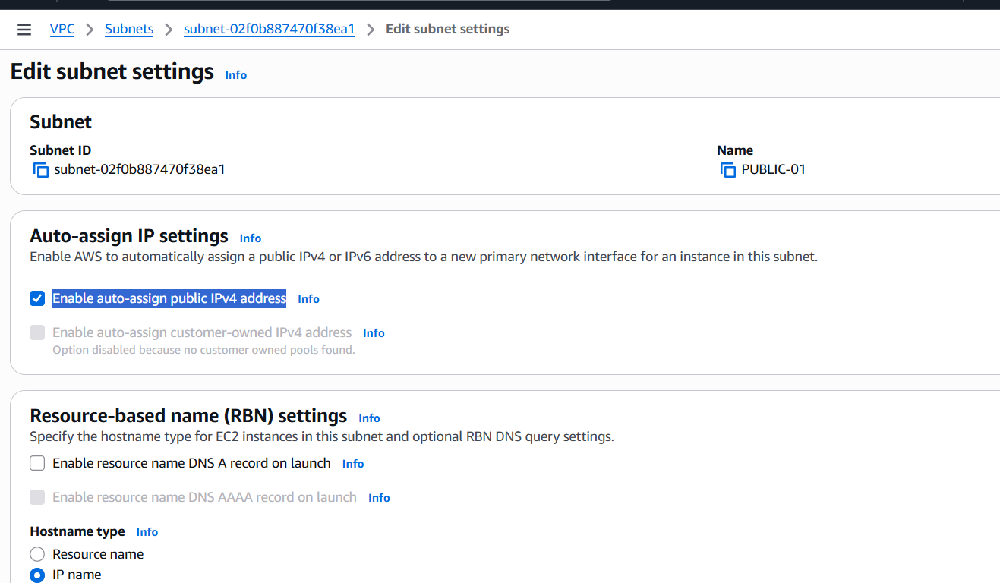 VPC > Subnets > subnet-02f0b887470f38ea1 > Edit subnet settings
Edit subnet settings Info
Subnet
Subnet ID Name
subnet-02f0b887470f38ea1 PUBLIC-01
Auto-assign IP settings Info
Enable AWS to automatically assign a public IPv4 or IPv6 address to a new primary network interface for an instance in this subnet.
Enable auto-assign public IPv4 address Info
Enable auto-assign customer-owned IPv4 address Info
Option disabled because no customer owned pools found.
Resource-based name (RBN) settings Info
Specify the hostname type for EC2 instances in this subnet and optional RBN DNS query settings.
Enable resource name DNS A record on launch Info
Enable resource name DNS AAAA record on launch Info
Hostname type Info
Resource name
IP name